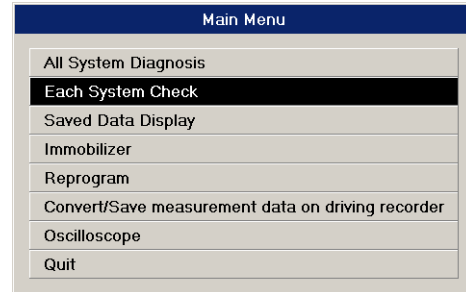 Main Menu
All System Diagnosis
Each System Check
Saved Data Display
Immobilizer
Reprogram
Convert/Save measurement data on driving recorder
Oscilloscope
Quit